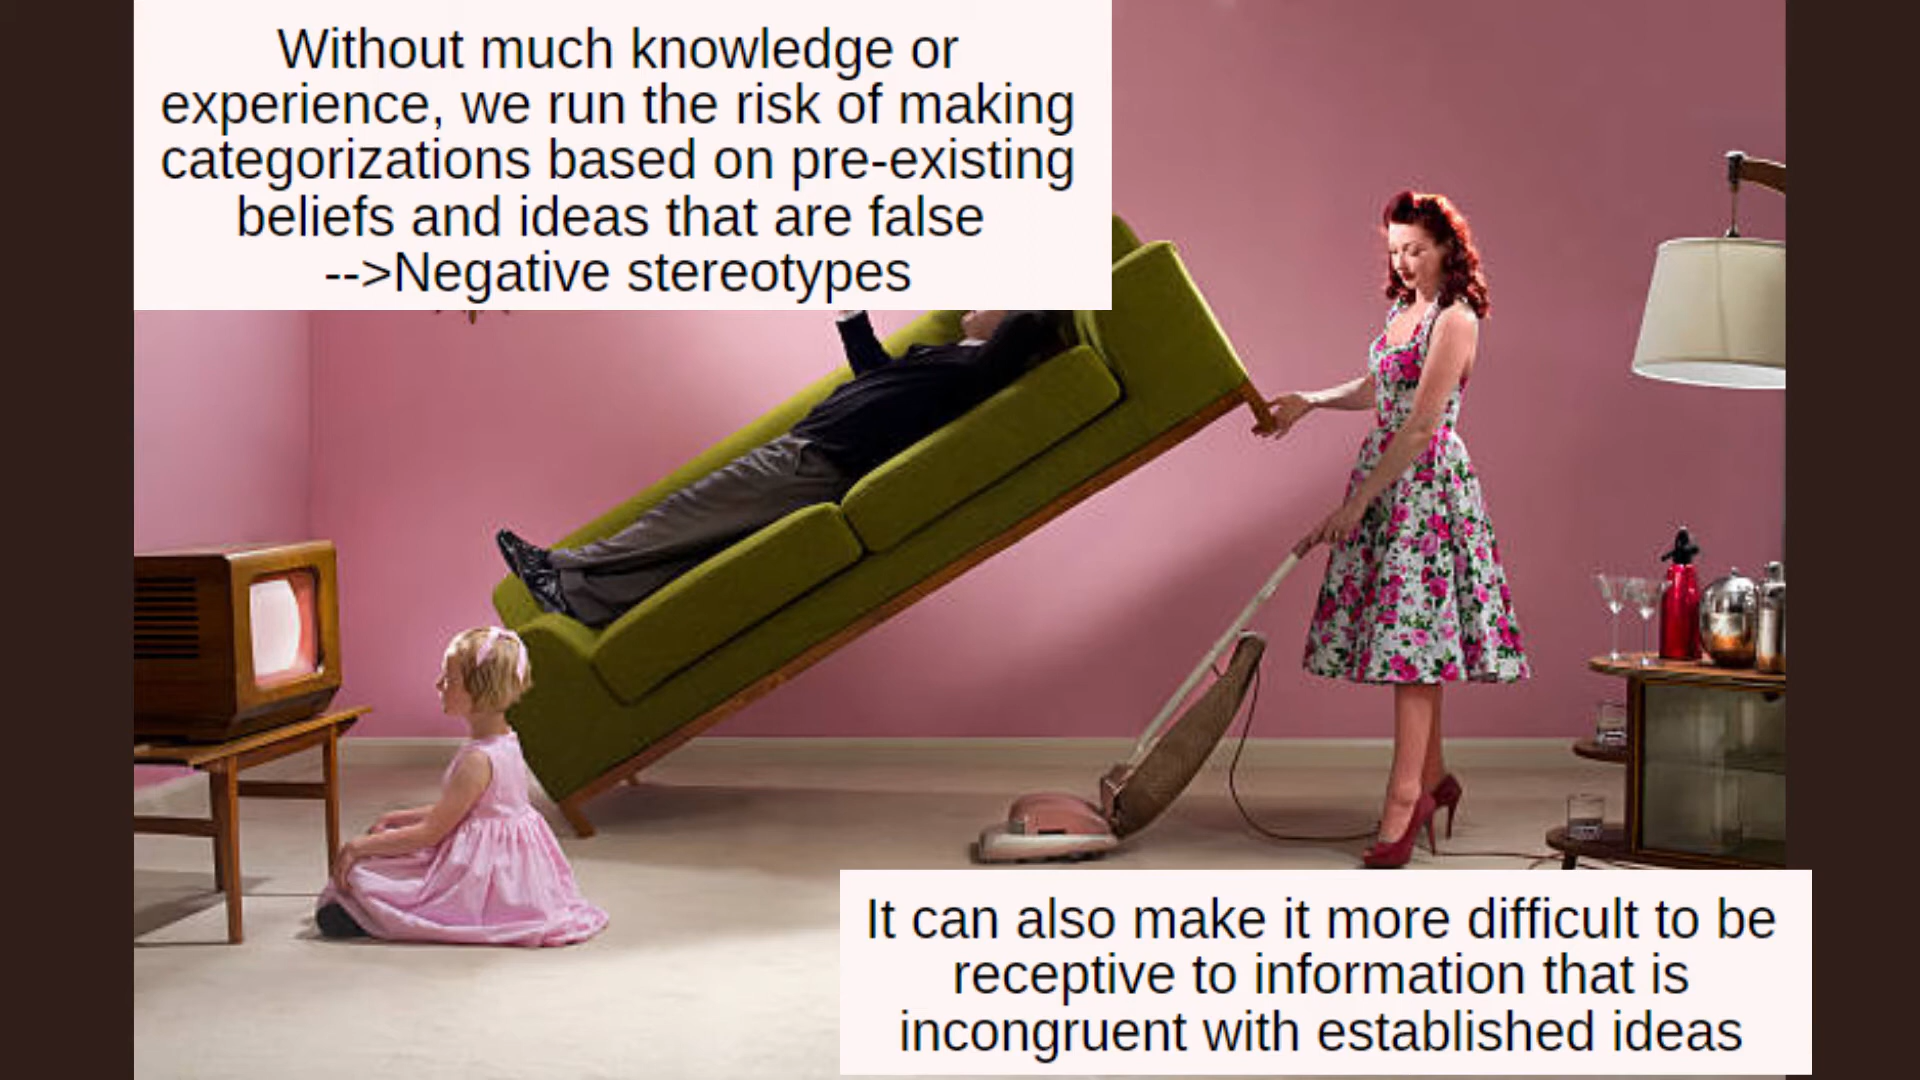 Without much knowledge or
experience, we run the risk of making
categorizations based on pre-existing
beliefs and ideas that are false
-->Negative stereotypes
It can also make it more difficult to be
receptive to information that is
incongruent with established ideas